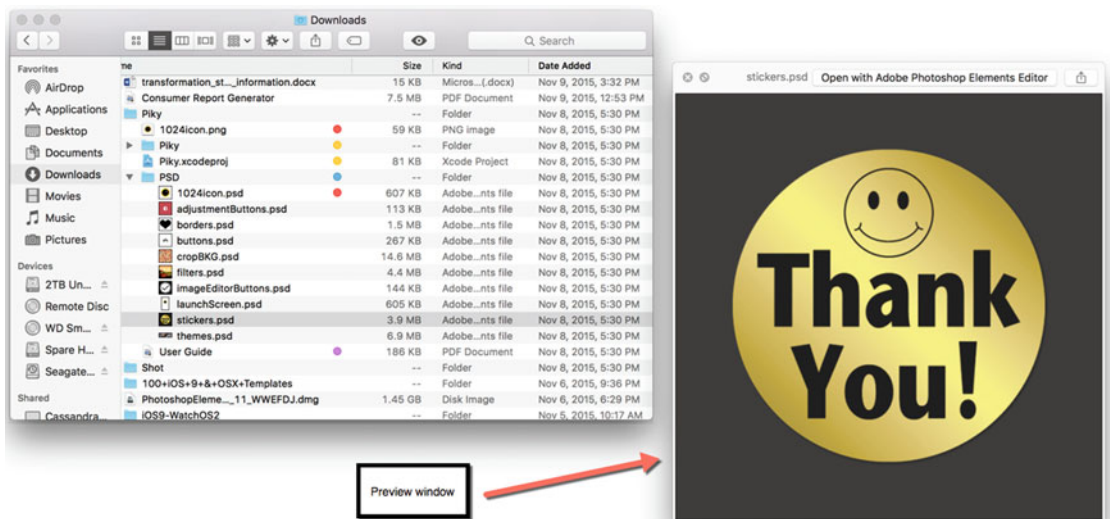 Downloads
Search
Favorites
AirDrop
Applications
Desktop
Documents
Downloads
Movies
Music
Pictures
Devices
2TB Un...
Remote Disc
WD Sm...
Spare H...
Seagate...
Shared
Cassandra...
me Size Kind Date Added
transformation_st..._information.docx 15 KB Micros...(.docx) Nov 9, 2015, 3:32 PM
Consumer Report Generator 7.5 MB PDF Document Nov 9, 2015, 12:53 PM
Piky -- Folder Nov 8, 2015, 5:30 PM
1024icon.png 59 KB PNG image Nov 8, 2015, 5:30 PM
Piky -- Folder Nov 8, 2015, 5:30 PM
Piky.xcodeproj 81 KB Xcode Project Nov 8, 2015, 5:30 PM
PSD -- Folder Nov 8, 2015, 5:30 PM
1024icon.psd 607 KB Adobe...nts file Nov 8, 2015, 5:30 PM
adjustmentButtons.psd 113 KB Adobe...nts file Nov 8, 2015, 5:30 PM
borders.psd 1.5 MB Adobe...nts file Nov 8, 2015, 5:30 PM
buttons.psd 267 KB Adobe...nts file Nov 8, 2015, 5:30 PM
cropBKG.psd 14.6 MB Adobe...nts file Nov 8, 2015, 5:30 PM
filters.psd 4.4 MB Adobe...nts file Nov 8, 2015, 5:30 PM
imageEditorButtons.psd 144 KB Adobe...nts file Nov 8, 2015, 5:30 PM
launchScreen.psd 605 KB Adobe...nts file Nov 8, 2015, 5:30 PM
stickers.psd 3.9 MB Adobe...nts file Nov 8, 2015, 5:30 PM
themes.psd 6.9 MB Adobe...nts file Nov 8, 2015, 5:30 PM
User Guide 186 KB PDF Document Nov 8, 2015, 5:30 PM
Shot -- Folder Nov 8, 2015, 5:30 PM
100+iOS+9+&+OSX+Templates -- Folder Nov 6, 2015, 9:36 PM
PhotoshopEleme..._11_WWEFDJ.dmg 1.45 GB Disk Image Nov 6, 2015, 6:29 PM
iOS9-WatchOS2 -- Folder Nov 5, 2015, 10:17 AM
stickers.psd Open with Adobe Photoshop Elements Editor
Thank
You!
Preview window